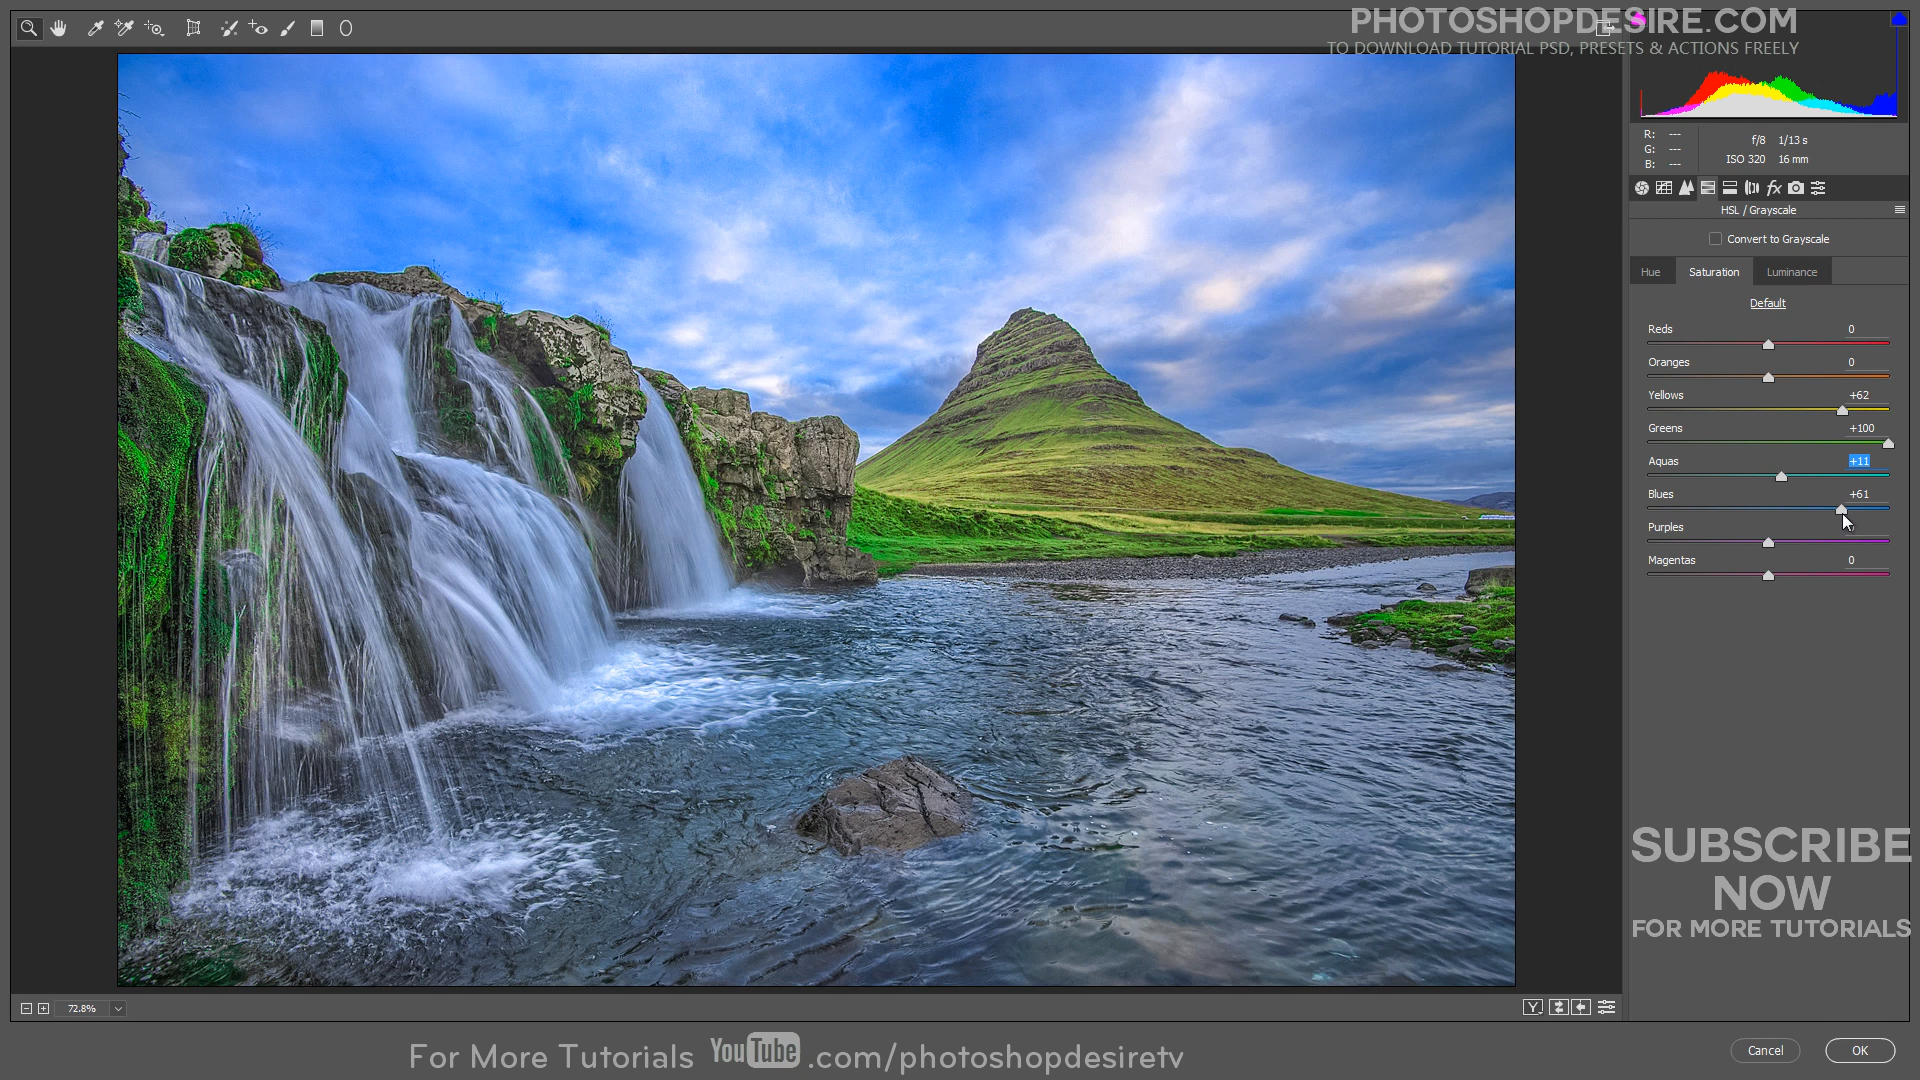 PHOTOSHOPDESIRE.COM
TO DOWNLOAD TUTORIAL PSD, PRESETS & ACTIONS FREELY
R: ---
G: ---
B: ---
f/8 1/13 s
ISO 320 16 mm
fx
HSL / Grayscale
Convert to Grayscale
Hue Saturation Luminance
Default
Reds 0
Oranges 0
Yellows +62
Greens +100
Aquas +11
Blues +61
Purples
Magentas 0
SUBSCRIBE
NOW
FOR MORE TUTORIALS
72.8%
Y
For More Tutorials YouTube .com/photoshopdesiretv
Cancel OK